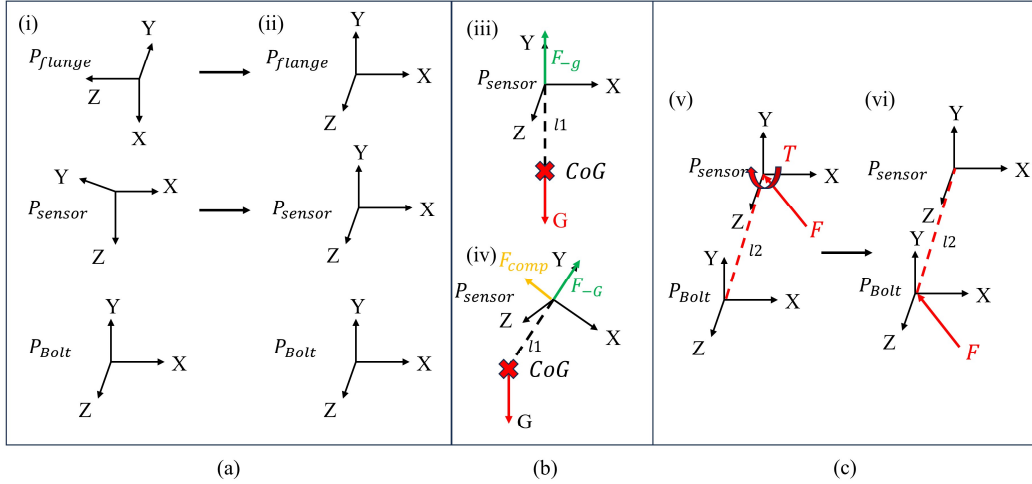 (i)
Y
P_flange
Z
X
Y
X
P_sensor
Z
Y
P_Bolt
X
Z
(ii)
Y
P_flange
X
Z
Y
P_sensor
X
Z
Y
P_Bolt
X
Z
(a)
(iii)
Y
F_-g
P_sensor
X
Z
l1
CoG
G
(iv)
F_comp
Y
F_-G
P_sensor
Z
X
l1
CoG
G
(b)
(v)
Y
T
P_sensor
X
Z
F
l2
Y
P_Bolt
X
Z
(vi)
Y
P_sensor
X
Z
l2
Y
P_Bolt
X
Z
F
(c)